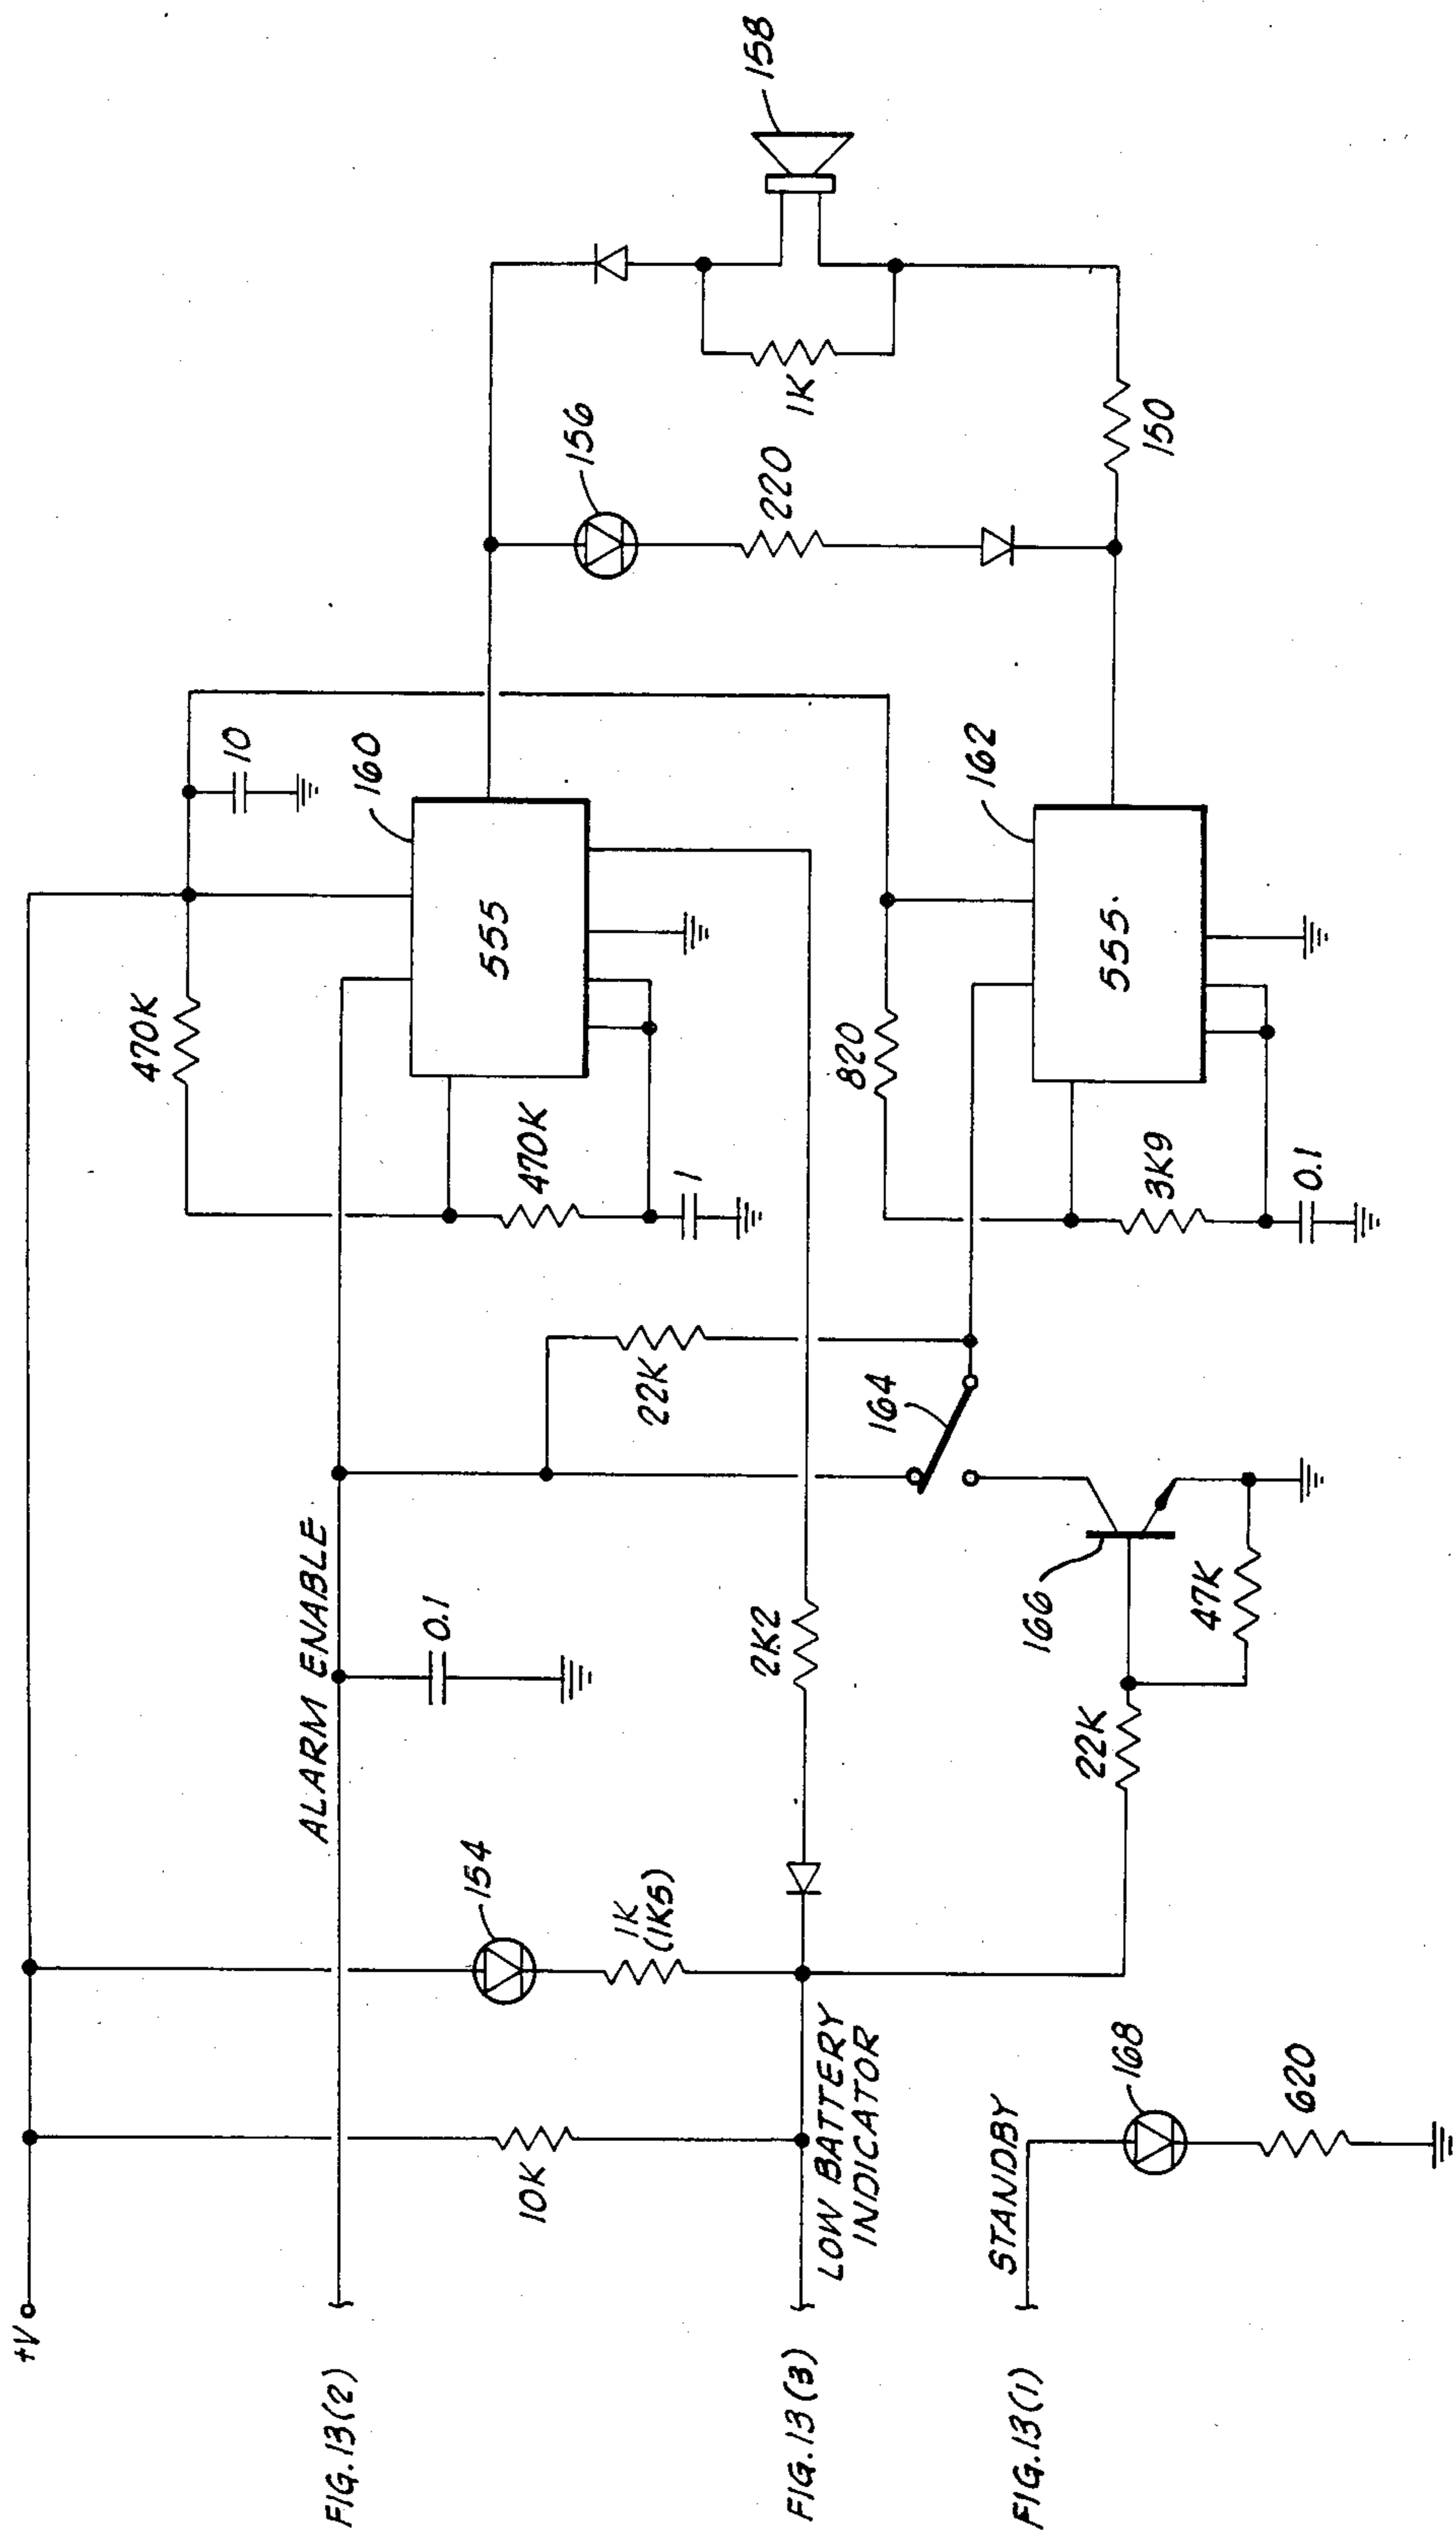 +V
FIG.13(2)
ALARM ENABLE
470K
10
160
555
470K
1
0.1
154
1K
(1K5)
10K
22K
2K2
164
156
220
1K
158
150
FIG.13(3)
LOW BATTERY
INDICATOR
820
162
555.
3K9
0.1
166
47K
22K
FIG.13(1)
STANDBY
168
620